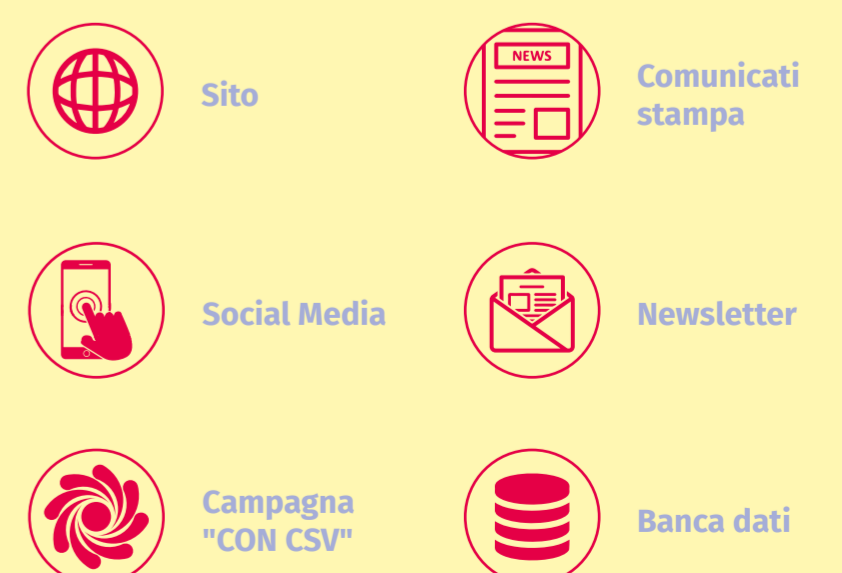 Sito
NEWS
Comunicati
stampa
Social Media
Newsletter
Campagna
"CON CSV"
Banca dati